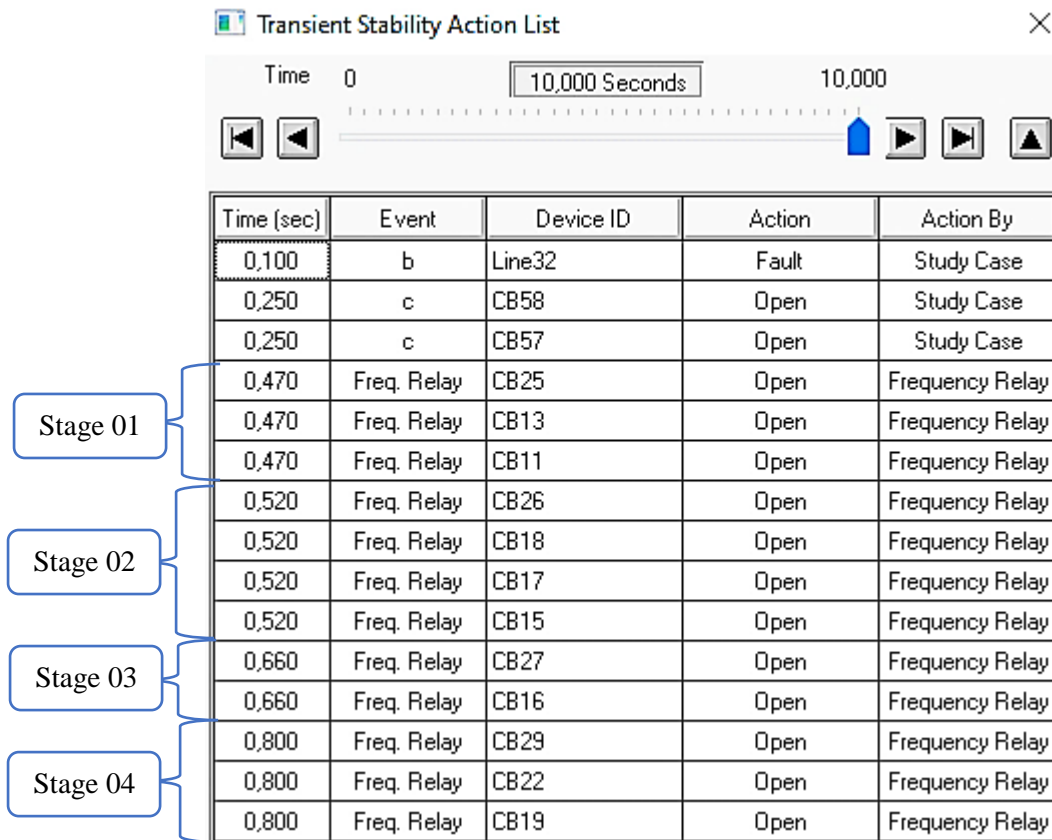 Transient Stability Action List
Time 0 10,000 Seconds 10,000
Time (sec) Event Device ID Action Action By
0,100 b Line32 Fault Study Case
0,250 c CB58 Open Study Case
0,250 c CB57 Open Study Case
0,470 Freq. Relay CB25 Open Frequency Relay
Stage 01
0,470 Freq. Relay CB13 Open Frequency Relay
0,470 Freq. Relay CB11 Open Frequency Relay
0,520 Freq. Relay CB26 Open Frequency Relay
Stage 02
0,520 Freq. Relay CB18 Open Frequency Relay
0,520 Freq. Relay CB17 Open Frequency Relay
0,520 Freq. Relay CB15 Open Frequency Relay
Stage 03
0,660 Freq. Relay CB27 Open Frequency Relay
0,660 Freq. Relay CB16 Open Frequency Relay
0,800 Freq. Relay CB29 Open Frequency Relay
Stage 04
0,800 Freq. Relay CB22 Open Frequency Relay
0,800 Freq. Relay CB19 Open Frequency Relay